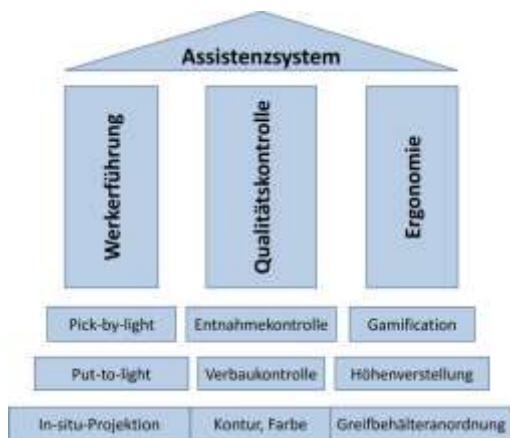 Assistenzsystem
Werkerführung
Qualitätskontrolle
Ergonomie
Pick-by-light
Entnahmekontrolle
Gamification
Put-to-light
Verbaukontrolle
Höhenverstellung
In-situ-Projektion
Kontur, Farbe
Greifbehälteranordnung